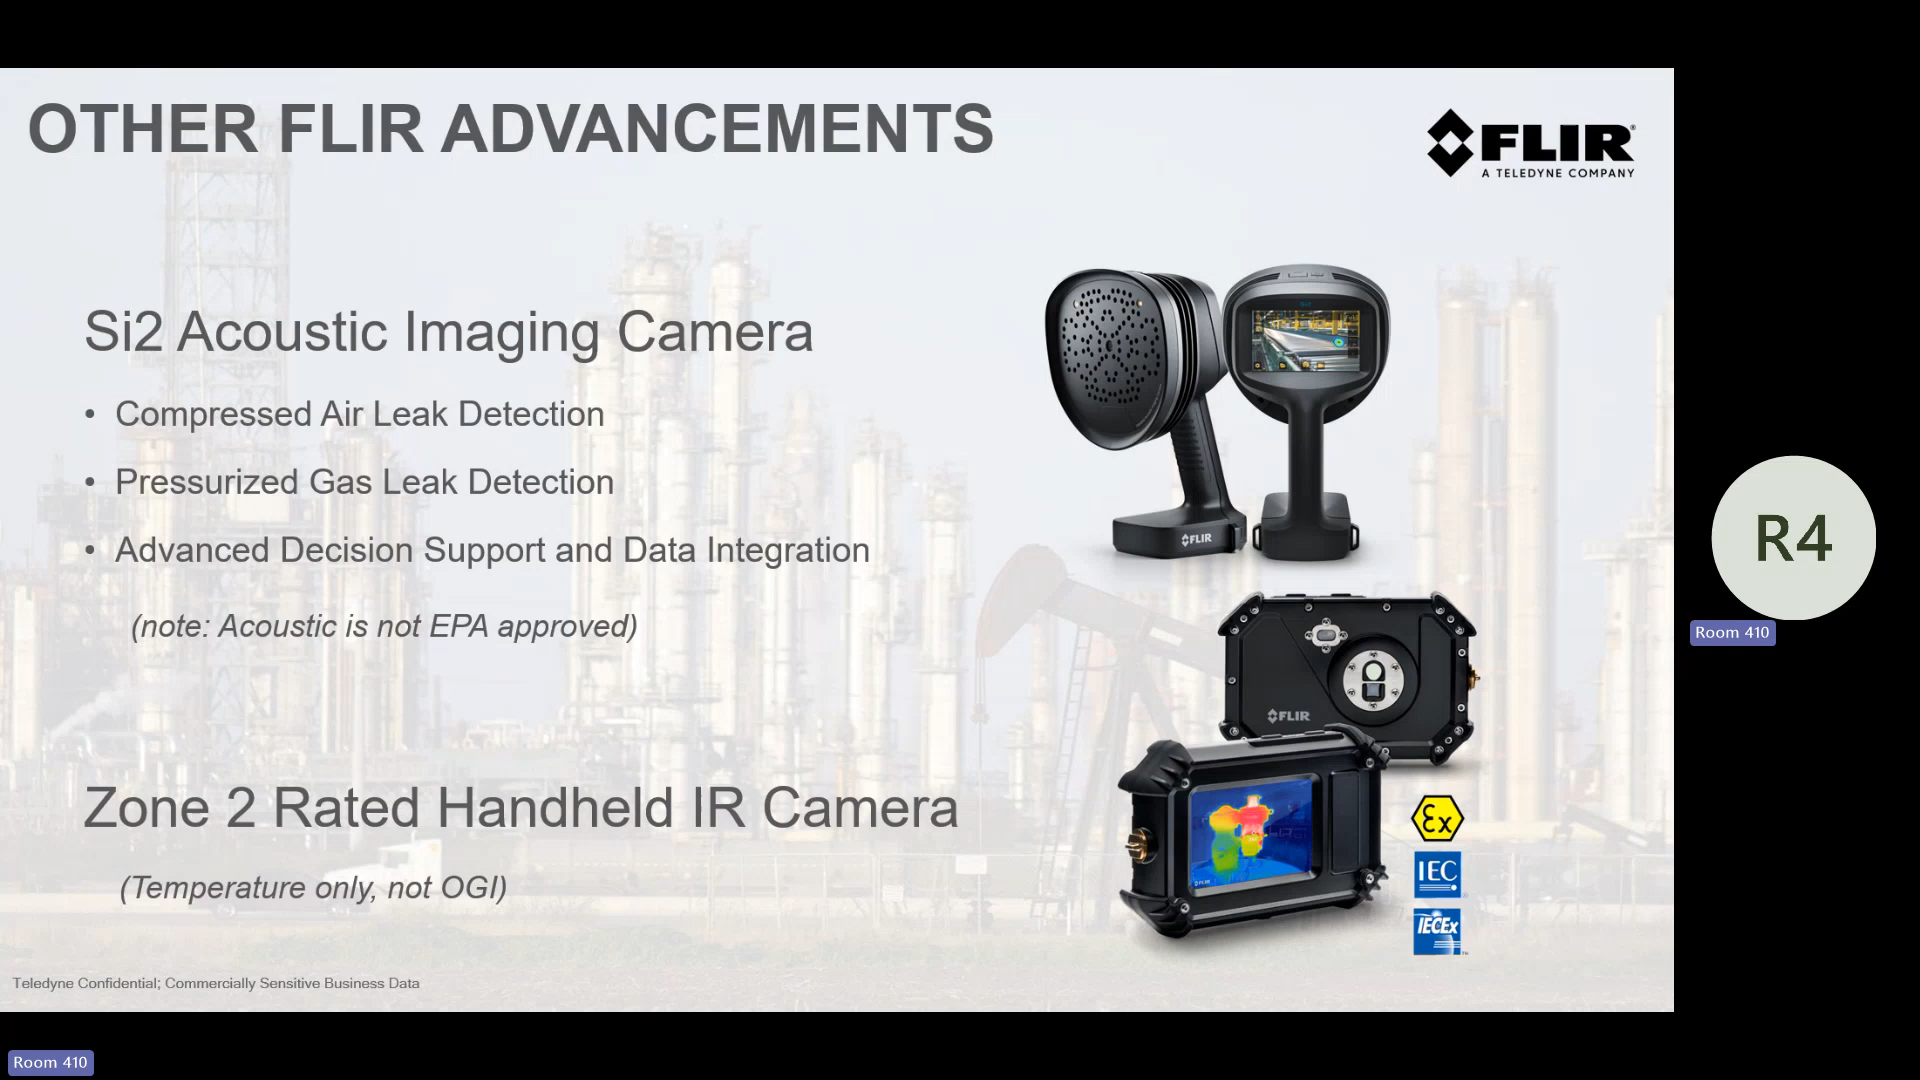 OTHER FLIR ADVANCEMENTS
FLIR
A TELEDYNE COMPANY
Si2 Acoustic Imaging Camera
• Compressed Air Leak Detection
• Pressurized Gas Leak Detection
• Advanced Decision Support and Data Integration
(note: Acoustic is not EPA approved)
FLIR
FLIR
Zone 2 Rated Handheld IR Camera
(Temperature only, not OGI)
Ex
IEC
IECEx
Teledyne Confidential; Commercially Sensitive Business Data
R4
Room 410
Room 410